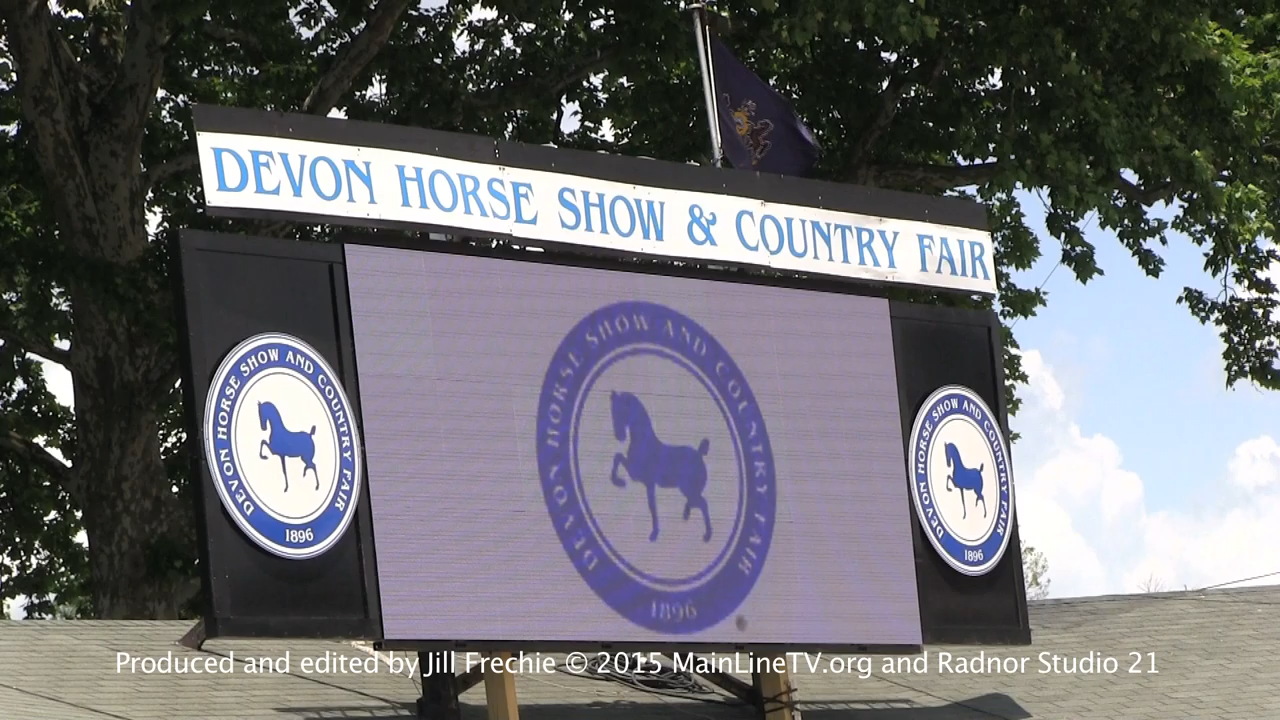 DEVON HORSE SHOW & COUNTRY FAIR
DEVON HORSE SHOW AND COUNTRY FAIR
1896
DEVON HORSE SHOW AND COUNTRY FAIR
1896
DEVON HORSE SHOW AND COUNTRY FAIR
1896
Produced and edited by Jill Frechie © 2015 MainLineTV.org and Radnor Studio 21